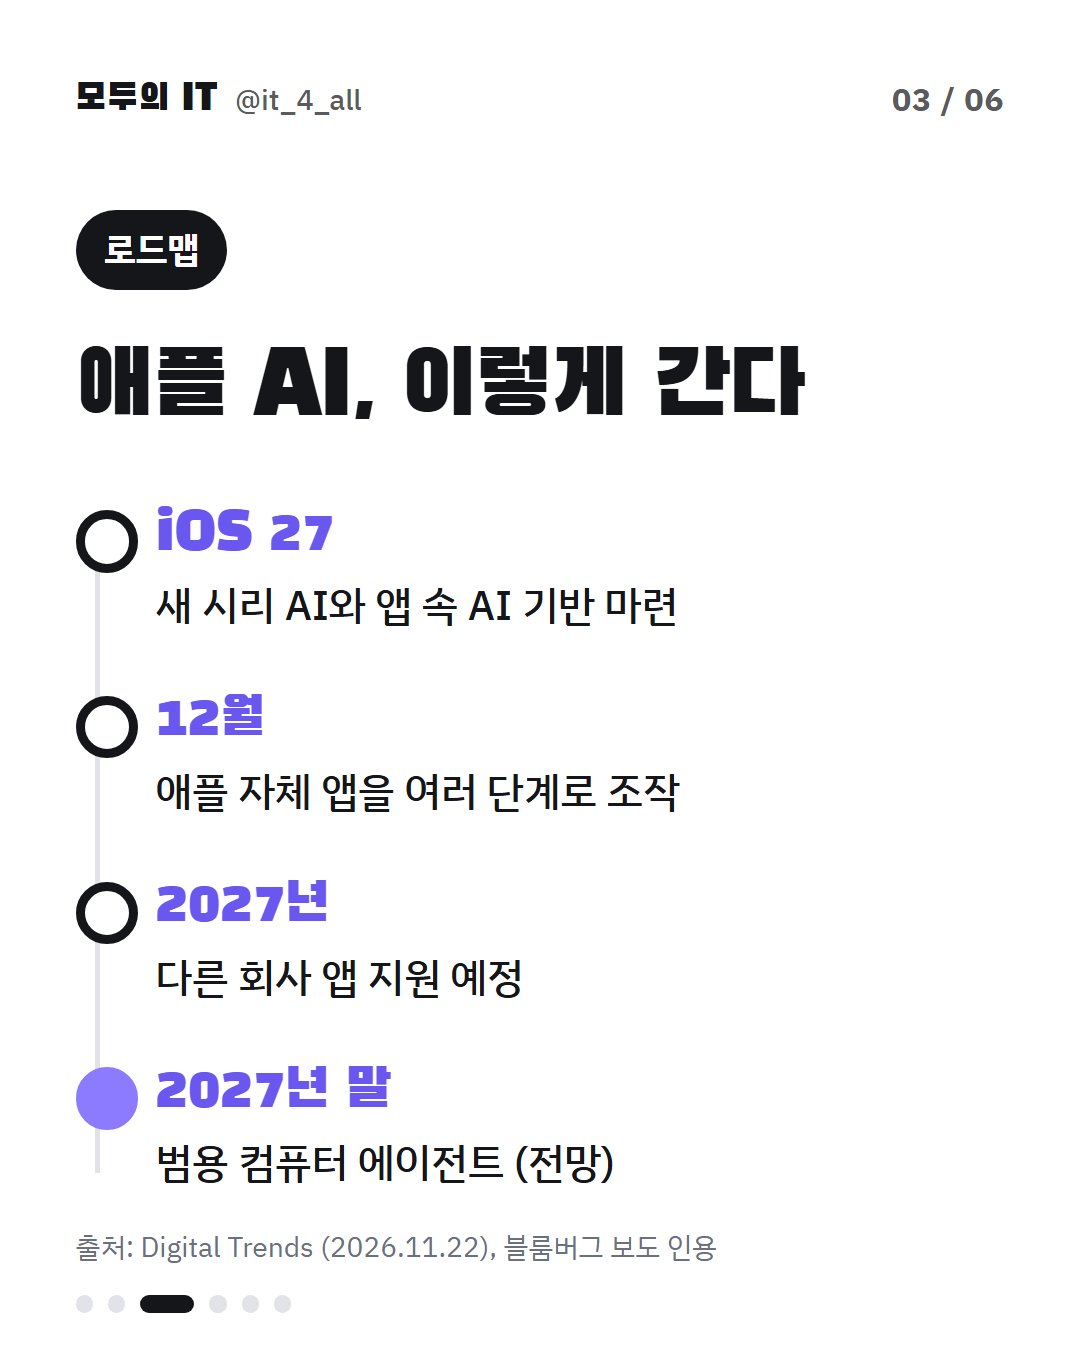 모두의 IT @it_4_all
03 / 06
로드맵
애플 AI, 이렇게 간다
iOS 27
새 시리 AI와 앱 속 AI 기반 마련
12월
애플 자체 앱을 여러 단계로 조작
2027년
다른 회사 앱 지원 예정
2027년 말
범용 컴퓨터 에이전트 (전망)
출처: Digital Trends (2026.11.22), 블룸버그 보도 인용